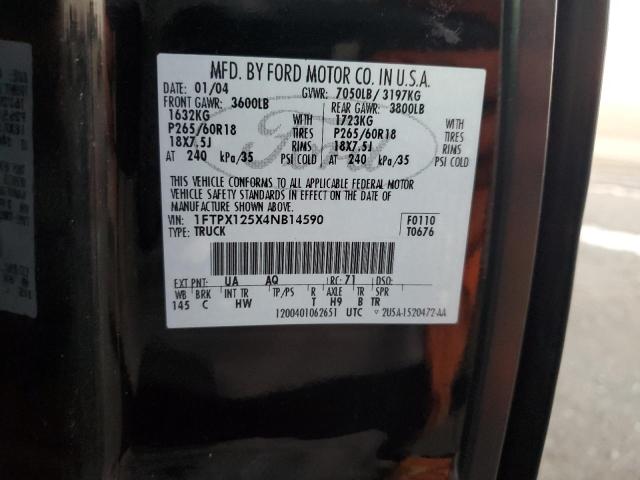 MFD. BY FORD MOTOR CO. IN U.S.A.
DATE: 01/04 GVWR: 7050LB / 3197KG
FRONT GAWR: 3600LB REAR GAWR: 3800LB
1632KG WITH 1723KG WITH
P265/60R18 TIRES P265/60R18 TIRES
18X7.5J RIMS 18X7.5J RIMS
AT 240 kPa/35 PSI COLD AT 240 kPa/35 PSI COLD
Ford
THIS VEHICLE CONFORMS TO ALL APPLICABLE FEDERAL MOTOR
VEHICLE SAFETY STANDARDS IN EFFECT ON THE DATE OF MANUFACTURE
SHOWN ABOVE.
VIN: 1FTPX125X4NB14590 F0110
TYPE: TRUCK T0676
EXT PNT: UA AQ RC: 71 DSO:
WB BRK INT TR TP/PS R AXLE TR SPR
145 C HW T H9 B TR
1200401062651 UTC 2U5A-1520472-AA